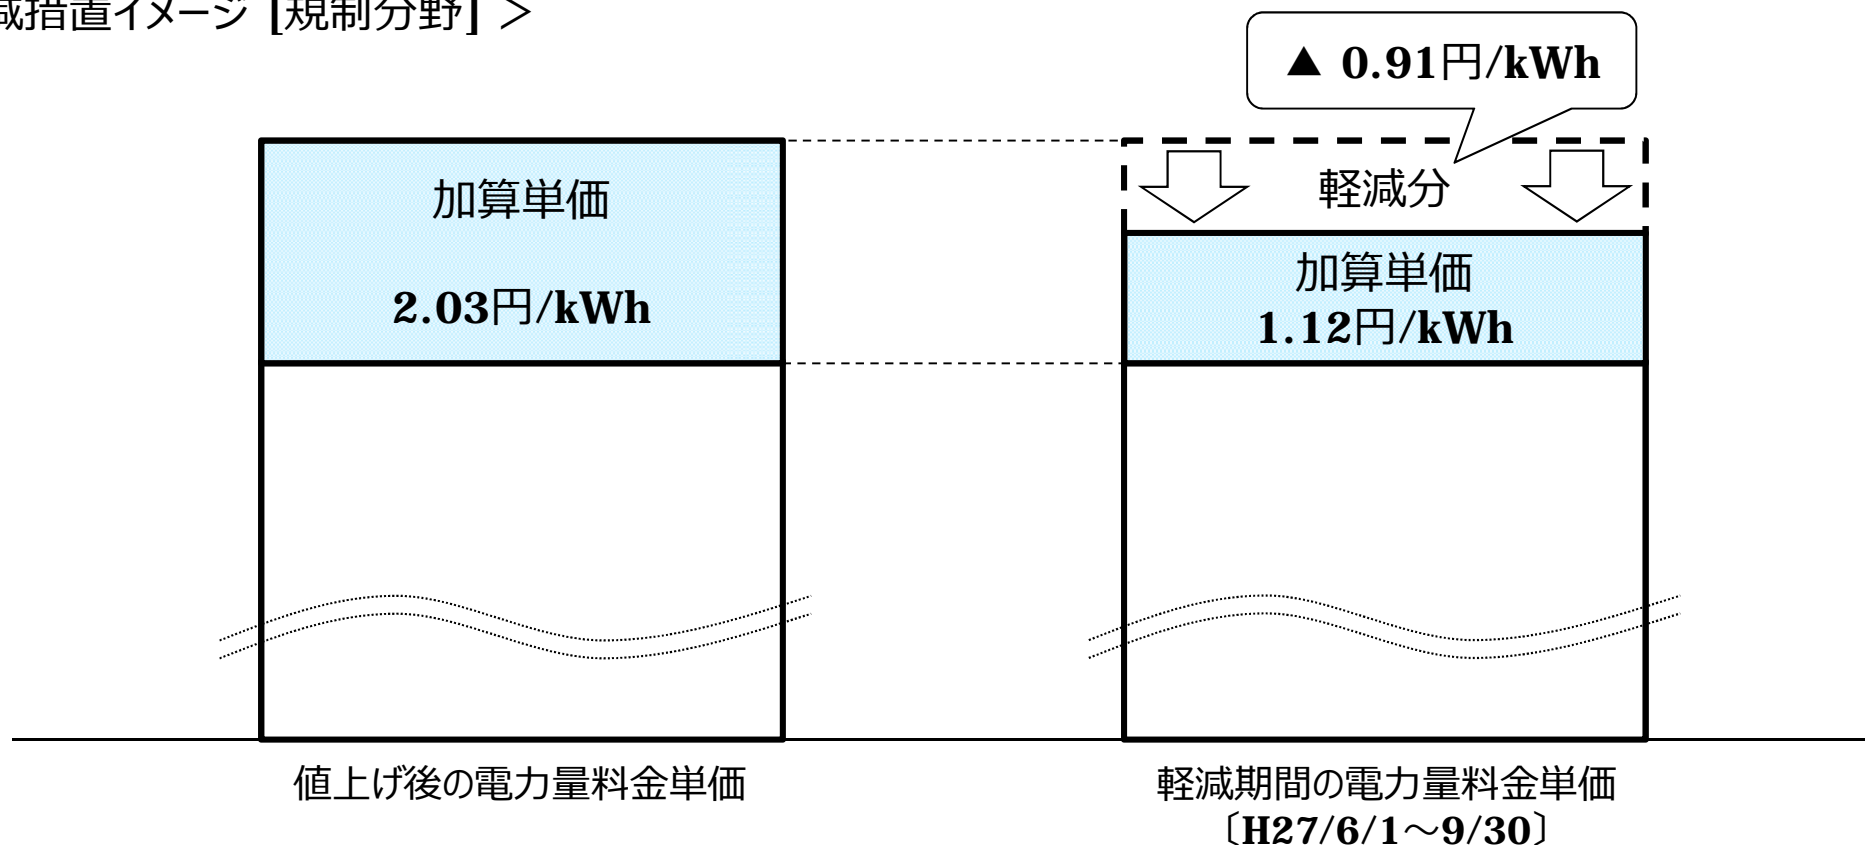 減措置イメージ [規制分野] ＞
▲ 0.91円/kWh
加算単価
2.03円/kWh
軽減分
加算単価
1.12円/kWh
値上げ後の電力量料金単価
軽減期間の電力量料金単価
〔H27/6/1～9/30〕